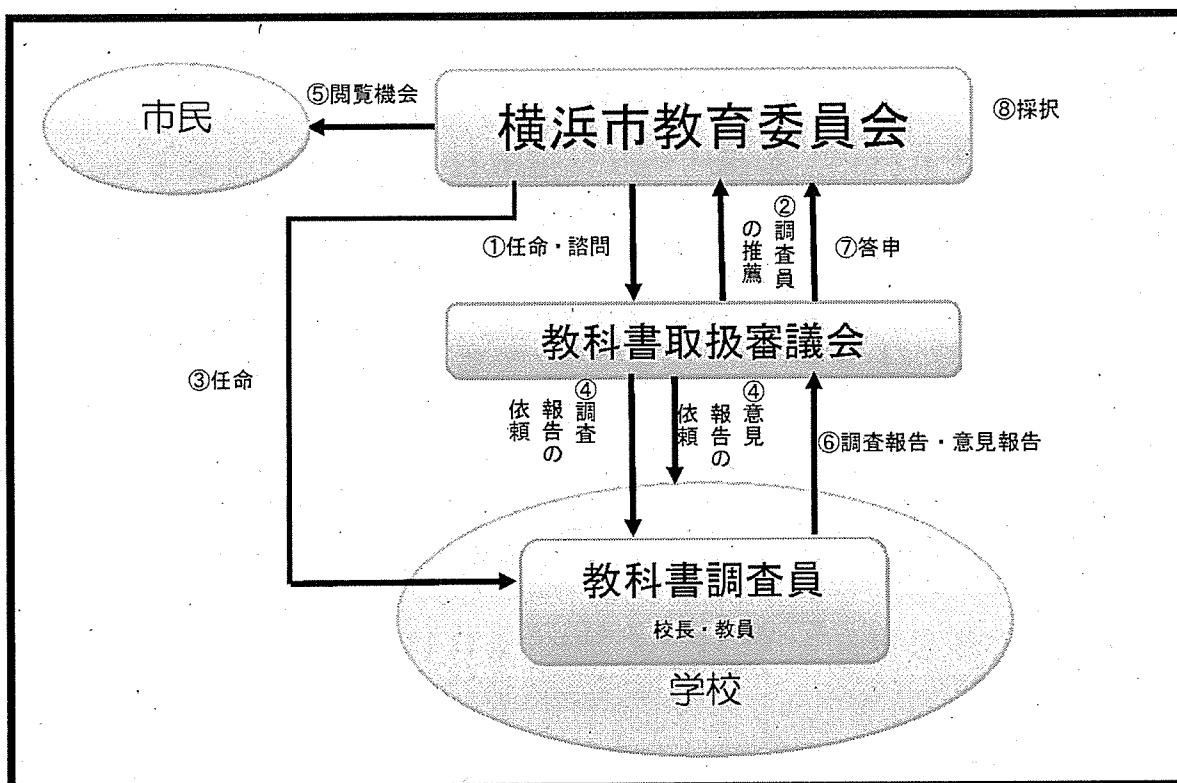 市民
⑤閲覧機会
横浜市教育委員会
⑧採択
①任命・諮問
②調査員
の推薦
⑦答申
教科書取扱審議会
③任命
④調査
報告の
依頼
④意見
報告の
依頼
⑥調査報告・意見報告
教科書調査員
校長・教員
学校